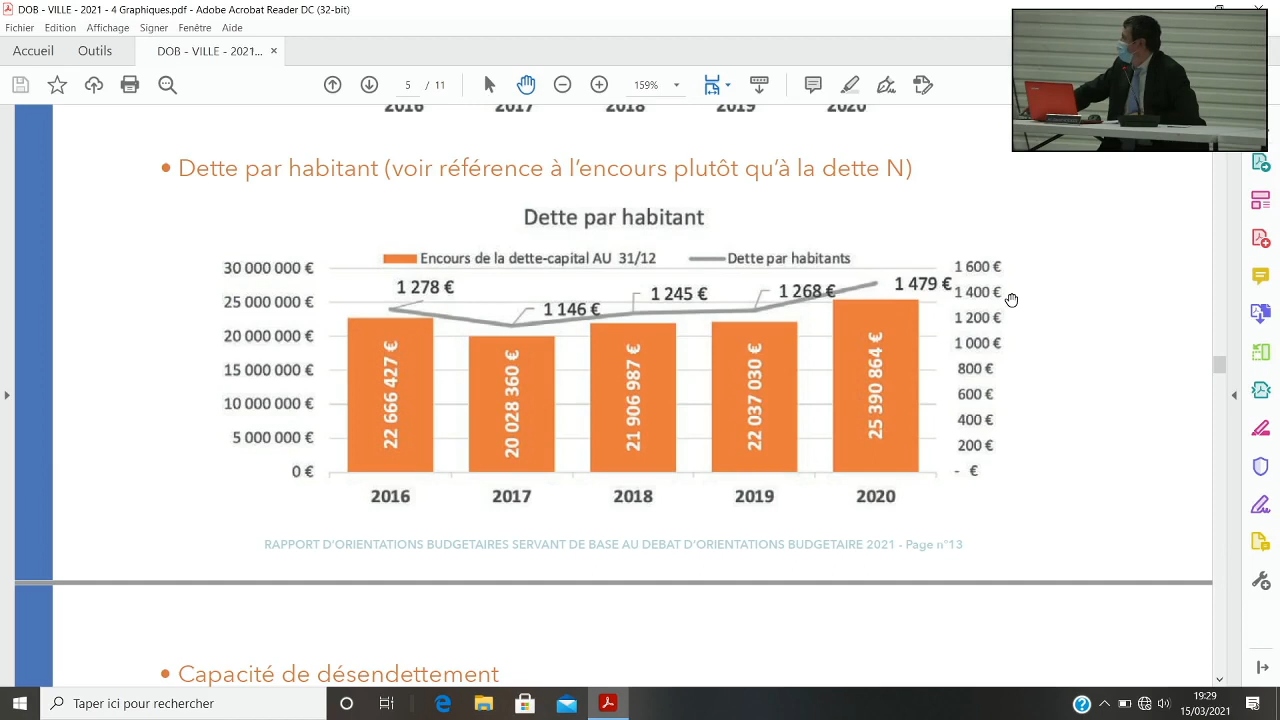 DOB - VILLE - 2021 - 4 Graphiques.pdf - Adobe Acrobat Reader DC (32-bit)
Fichier Edition Affichage Signer Fenêtre Aide
Accueil Outils DOB - VILLE - 2021... ×
5 / 11 159%
2016 2017 2018 2019 2020
• Dette par habitant (voir référence à l'encours plutôt qu'à la dette N)
Dette par habitant
Encours de la dette-capital AU 31/12 Dette par habitants
30 000 000 €
25 000 000 €
20 000 000 €
15 000 000 €
10 000 000 €
5 000 000 €
0 €
1 278 €
1 146 €
1 245 €
1 268 €
1 479 €
22 666 427 €
20 028 360 €
21 906 987 €
22 037 030 €
25 390 864 €
1 600 €
1 400 €
1 200 €
1 000 €
800 €
600 €
400 €
200 €
- €
2016 2017 2018 2019 2020
RAPPORT D'ORIENTATIONS BUDGETAIRES SERVANT DE BASE AU DEBAT D'ORIENTATIONS BUDGETAIRE 2021 - Page n°13
• Capacité de désendettement
Taper ici pour rechercher
19:29
15/03/2021